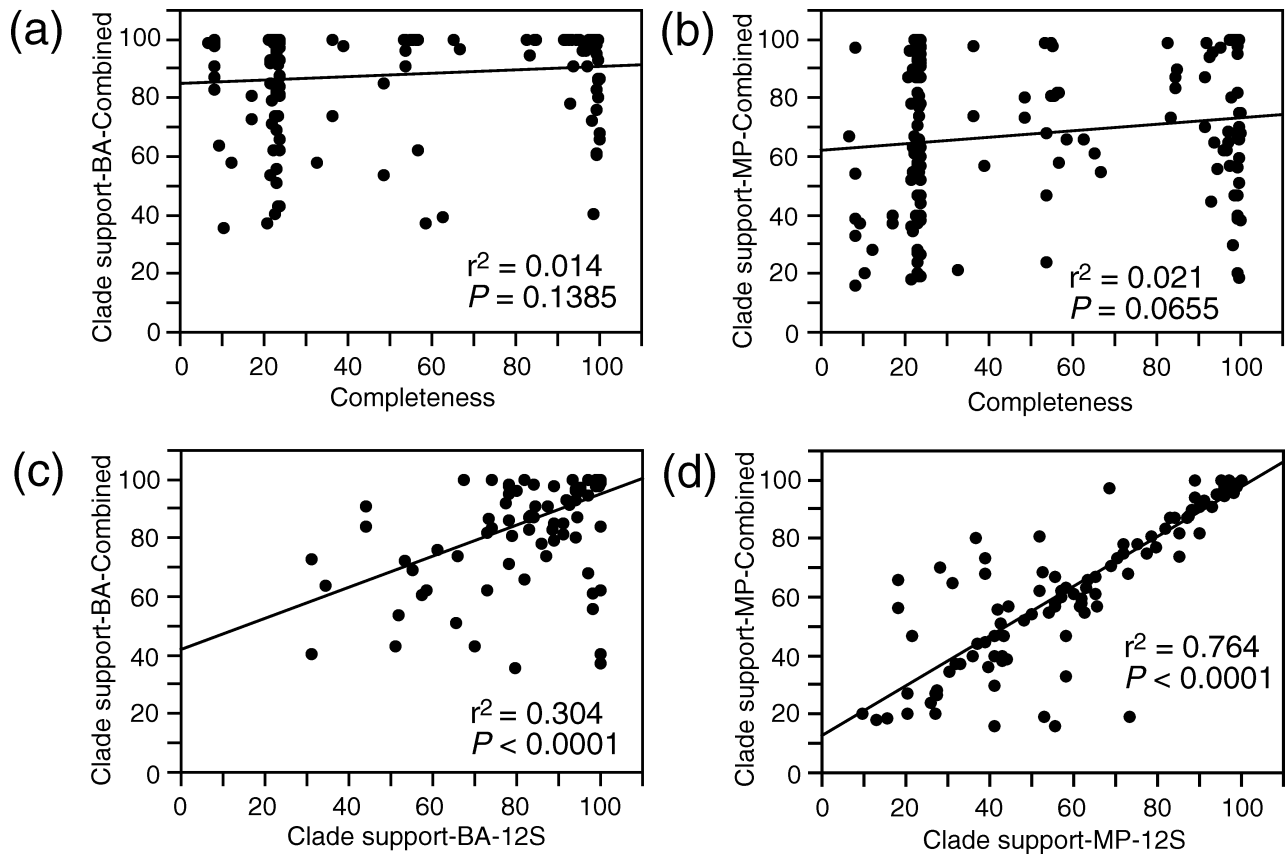 (a)
Clade support-BA-Combined
100
80
60
40
20
0
r² = 0.014
P = 0.1385
0 20 40 60 80 100
Completeness
(b)
Clade support-MP-Combined
100
80
60
40
20
0
r² = 0.021
P = 0.0655
0 20 40 60 80 100
Completeness
(c)
Clade support-BA-Combined
100
80
60
40
20
0
r² = 0.304
P < 0.0001
0 20 40 60 80 100
Clade support-BA-12S
(d)
Clade support-MP-Combined
100
80
60
40
20
0
r² = 0.764
P < 0.0001
0 20 40 60 80 100
Clade support-MP-12S